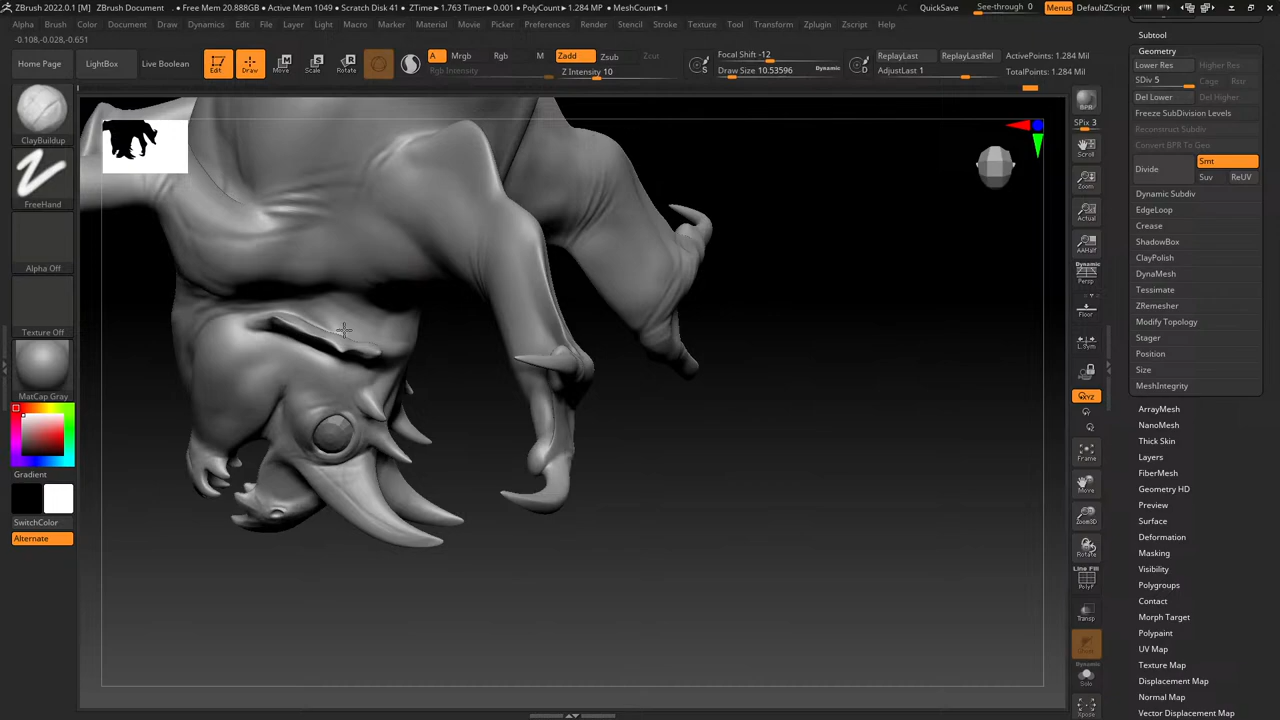 ZBrush 2022.0.1 [M] ZBrush Document . • Free Mem 20.888GB • Active Mem 1049 • Scratch Disk 41 • ZTime▸1.763 Timer▸0.001 • PolyCount▸1.284 MP • MeshCount▸1 AC QuickSave See-through 0 Menus DefaultZScript
Alpha Brush Color Document Draw Dynamics Edit File Layer Light Macro Marker Material Movie Picker Preferences Render Stencil Stroke Texture Tool Transform Zplugin Zscript Help
-0.108,-0.028,-0.651
Home Page LightBox Live Boolean Edit Draw Move Scale Rotate
A Mrgb Rgb M Zadd Zsub Zcut
Rgb Intensity Z Intensity 10
Focal Shift -12
Draw Size 10.53596 Dynamic
S
D
ReplayLast ReplayLastRel
AdjustLast 1
ActivePoints: 1.284 Mil
TotalPoints: 1.284 Mil
ClayBuildup
FreeHand
Alpha Off
Texture Off
MatCap Gray
Gradient
SwitchColor
Alternate
BPR
SPix 3
Scroll
Zoom
Actual
AAHalf
Dynamic
Persp
Floor
L.Sym
XYZ
Frame
Move
Zoom3D
Rotate
Line Fill
PolyF
Transp
Ghost
Dynamic
Solo
Xpose
Subtool
Geometry
Lower Res Higher Res
SDiv 5 Cage Rstr
Del Lower Del Higher
Freeze SubDivision Levels
Reconstruct Subdiv
Convert BPR To Geo
Divide Smt
Suv ReUV
Dynamic Subdiv
EdgeLoop
Crease
ShadowBox
ClayPolish
DynaMesh
Tessimate
ZRemesher
Modify Topology
Stager
Position
Size
MeshIntegrity
ArrayMesh
NanoMesh
Thick Skin
Layers
FiberMesh
Geometry HD
Preview
Surface
Deformation
Masking
Visibility
Polygroups
Contact
Morph Target
Polypaint
UV Map
Texture Map
Displacement Map
Normal Map
Vector Displacement Map